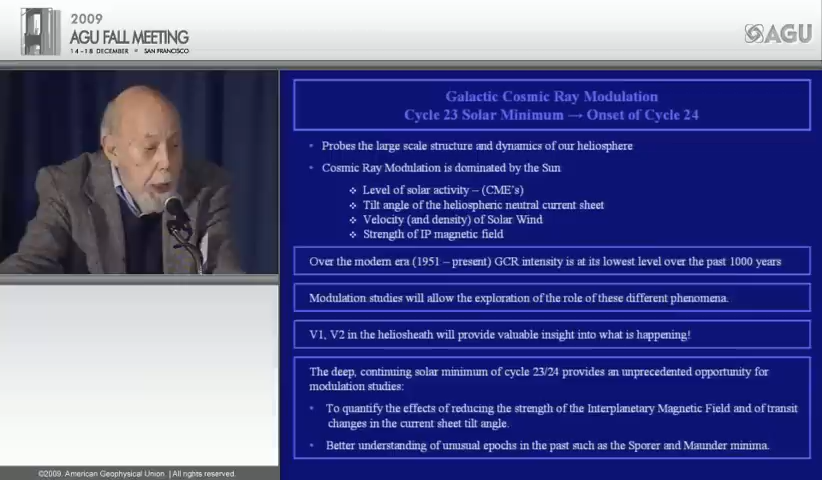 2009
AGU FALL MEETING
14-18 DECEMBER • SAN FRANCISCO
AGU
Galactic Cosmic Ray Modulation
Cycle 23 Solar Minimum → Onset of Cycle 24
• Probes the large scale structure and dynamics of our heliosphere
• Cosmic Ray Modulation is dominated by the Sun
❖ Level of solar activity – (CME's)
❖ Tilt angle of the heliospheric neutral current sheet
❖ Velocity (and density) of Solar Wind
❖ Strength of IP magnetic field
Over the modern era (1951 – present) GCR intensity is at its lowest level over the past 1000 years
Modulation studies will allow the exploration of the role of these different phenomena.
V1, V2 in the heliosheath will provide valuable insight into what is happening!
The deep, continuing solar minimum of cycle 23/24 provides an unprecedented opportunity for
modulation studies:
• To quantify the effects of reducing the strength of the Interplanetary Magnetic Field and of transit
changes in the current sheet tilt angle.
• Better understanding of unusual epochs in the past such as the Sporer and Maunder minima.
©2009. American Geophysical Union. | All rights reserved.